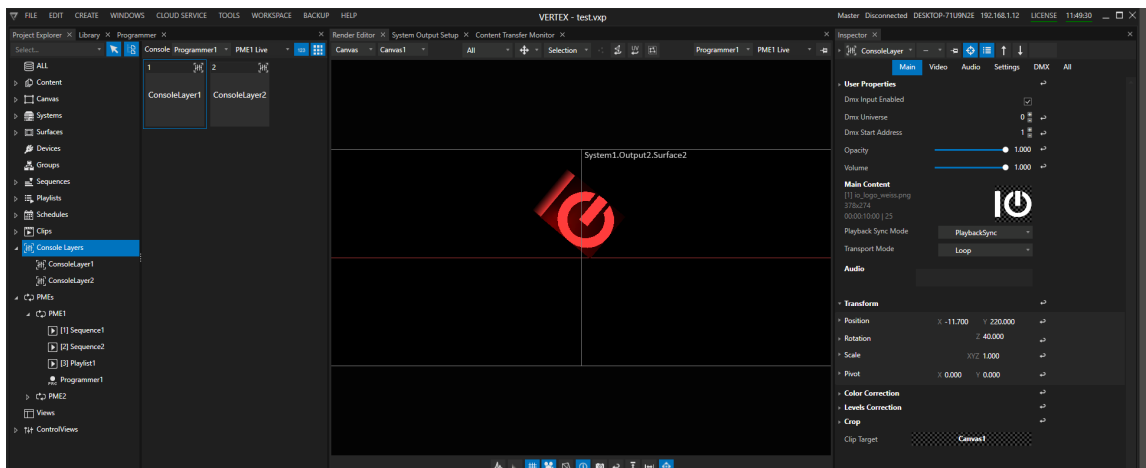 FILE EDIT CREATE WINDOWS CLOUD SERVICE TOOLS WORKSPACE BACKUP HELP VERTEX - test.vxp Master Disconnected DESKTOP-71U9N2E 192.168.1.12 LICENSE 11:49:30
Project Explorer × Library × Programmer × Render Editor × System Output Setup × Content Transfer Monitor × Inspector ×
Select... Console Programmer1 PME1 Live Canvas Canvas1 All Selection UV Programmer1 PME1 Live ConsoleLayer
Main Video Audio Settings DMX All
ALL
Content
Canvas
Systems
Surfaces
Devices
Groups
Sequences
Playlists
Schedules
Clips
Console Layers
ConsoleLayer1
ConsoleLayer2
PMEs
PME1
[1] Sequence1
[2] Sequence2
[3] Playlist1
PRG Programmer1
PME2
Views
ControlViews
1 2
ConsoleLayer1 ConsoleLayer2
System1.Output2.Surface2
User Properties
Dmx Input Enabled
Dmx Universe 0
Dmx Start Address 1
Opacity 1.000
Volume 1.000
Main Content
[1] io_logo_weiss.png
378x274
00:00:10:00 | 25
Playback Sync Mode PlaybackSync
Transport Mode Loop
Audio
Transform
Position X -11.700 Y 220.000
Rotation Z 40.000
Scale XYZ 1.000
Pivot X 0.000 Y 0.000
Color Correction
Levels Correction
Crop
Clip Target Canvas1